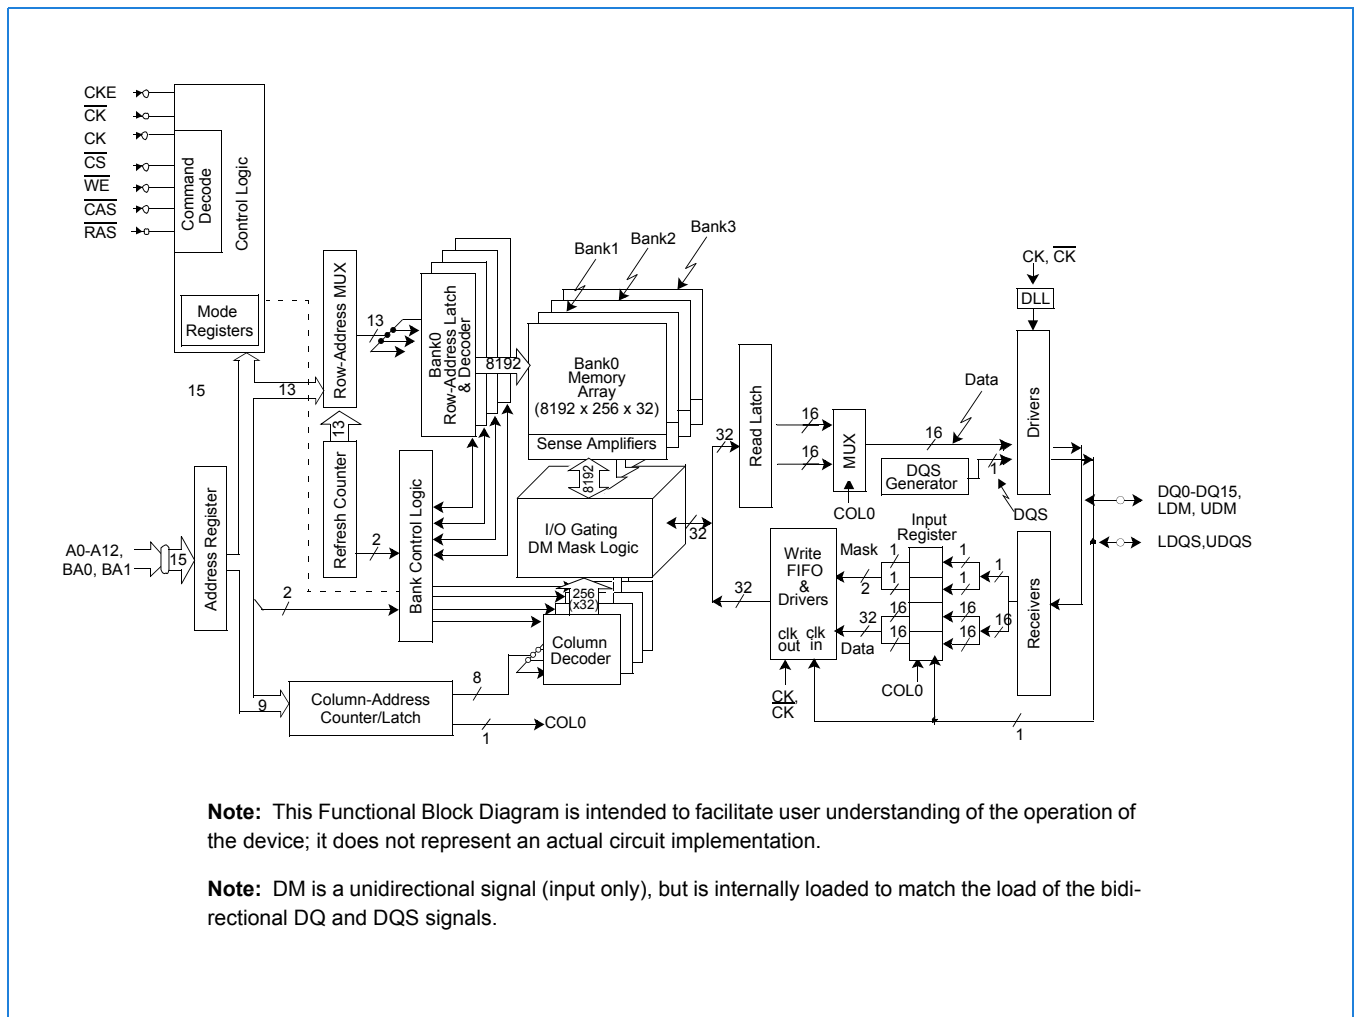 CKE
CK
CK
CS
WE
CAS
RAS
Command Decode
Control Logic
Mode
Registers
15
13
Row-Address MUX
13
Refresh Counter
13
Bank0
Row-Address Latch
& Decoder
8192
Bank1
Bank2
Bank3
Bank0
Memory
Array
(8192 x 256 x 32)
Sense Amplifiers
8192
I/O Gating
DM Mask Logic
A0-A12,
BA0, BA1
15
Address Register
2
2
Bank Control Logic
256
(x32)
Column
Decoder
9
Column-Address
Counter/Latch
8
1
COL0
32
32
32
Read Latch
16
16
MUX
COL0
16
Data
DQS
Generator
1
DQS
CK, CK
DLL
Drivers
DQ0-DQ15,
LDM, UDM
LDQS,UDQS
Input
Register
Write
FIFO
&
Drivers
clk
out
clk
in
Mask
1
1
2
16
32
16
Data
1
1
1
16
16
16
Receivers
COL0
CK,
CK
1
Note: This Functional Block Diagram is intended to facilitate user understanding of the operation of
the device; it does not represent an actual circuit implementation.
Note: DM is a unidirectional signal (input only), but is internally loaded to match the load of the bidi-
rectional DQ and DQS signals.